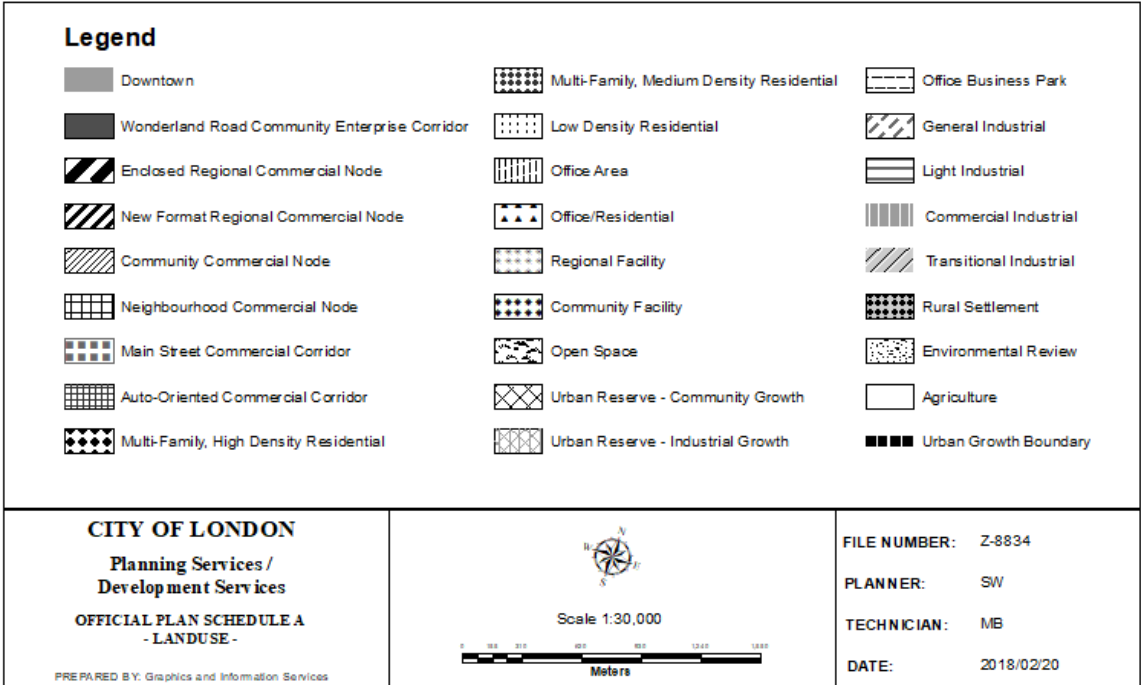 Legend
Downtown
Wonderland Road Community Enterprise Corridor
Enclosed Regional Commercial Node
New Format Regional Commercial Node
Community Commercial Node
Neighbourhood Commercial Node
Main Street Commercial Corridor
Auto-Oriented Commercial Corridor
Multi-Family, High Density Residential
Multi-Family, Medium Density Residential
Low Density Residential
Office Area
Office/Residential
Regional Facility
Community Facility
Open Space
Urban Reserve - Community Growth
Urban Reserve - Industrial Growth
Office Business Park
General Industrial
Light Industrial
Commercial Industrial
Transitional Industrial
Rural Settlement
Environmental Review
Agriculture
Urban Growth Boundary
CITY OF LONDON
Planning Services /
Development Services
OFFICIAL PLAN SCHEDULE A
- LANDUSE -
PREPARED BY: Graphics and Information Services
N
W E
S
Scale 1:30,000
0
Meters
FILE NUMBER: Z-8834
PLANNER: SW
TECHNICIAN: MB
DATE: 2018/02/20